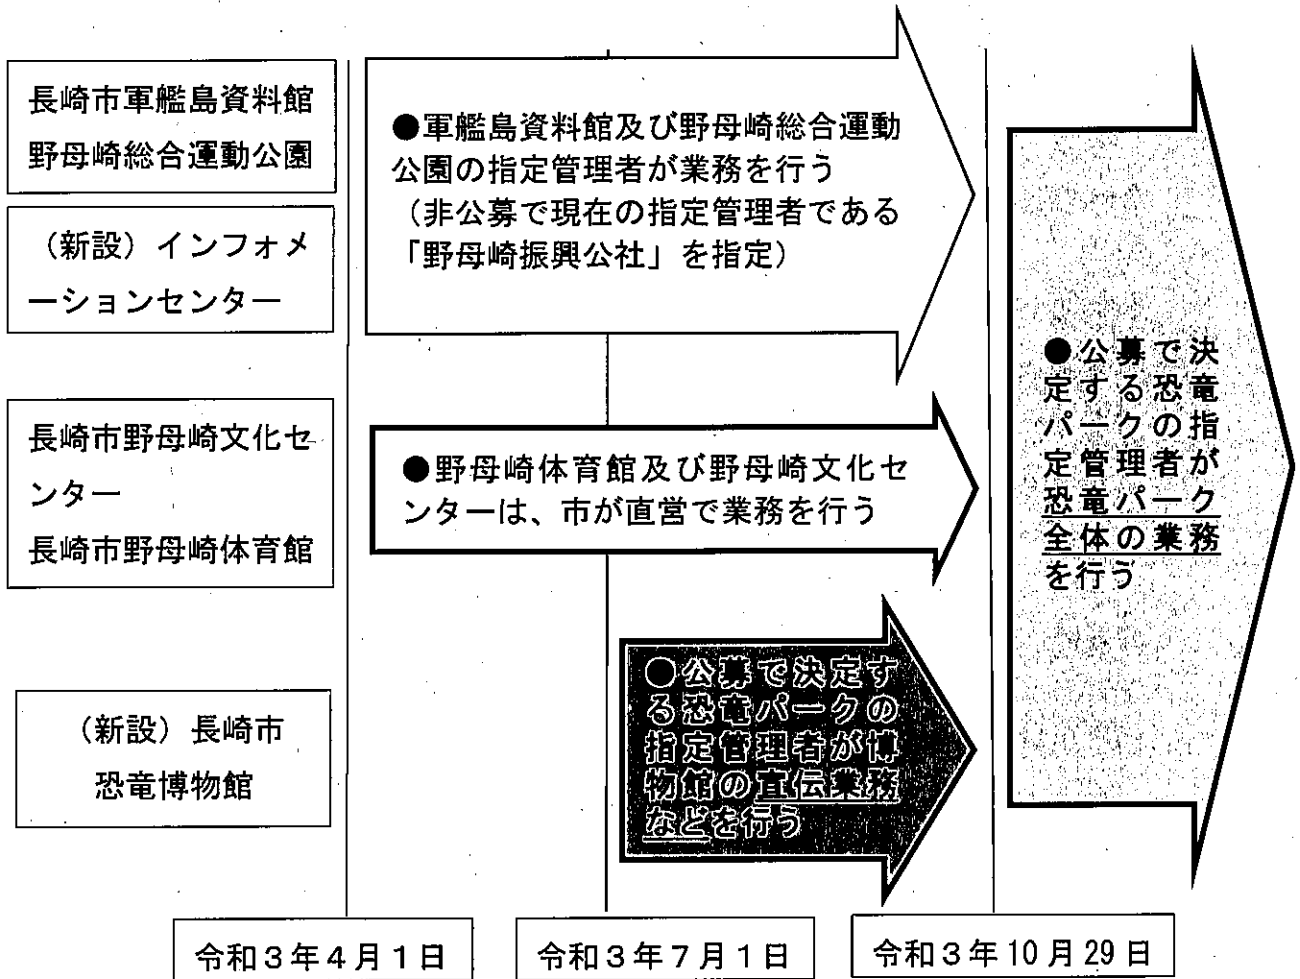 長崎市軍艦島資料館
野母崎総合運動公園
（新設）インフォメ
ーションセンター
●軍艦島資料館及び野母崎総合運動
公園の指定管理者が業務を行う
（非公募で現在の指定管理者である
「野母崎振興公社」を指定）
長崎市野母崎文化セ
ンター
長崎市野母崎体育館
●野母崎体育館及び野母崎文化セ
ンターは、市が直営で業務を行う
（新設）長崎市
恐竜博物館
●公募で決定す
る恐竜パークの
指定管理者が博
物館の宣伝業務
などを行う
●公募で決
定する恐竜
パークの指
定管理者が
恐竜パーク
全体の業務
を行う
令和３年４月１日
令和３年７月１日
令和３年10月29日